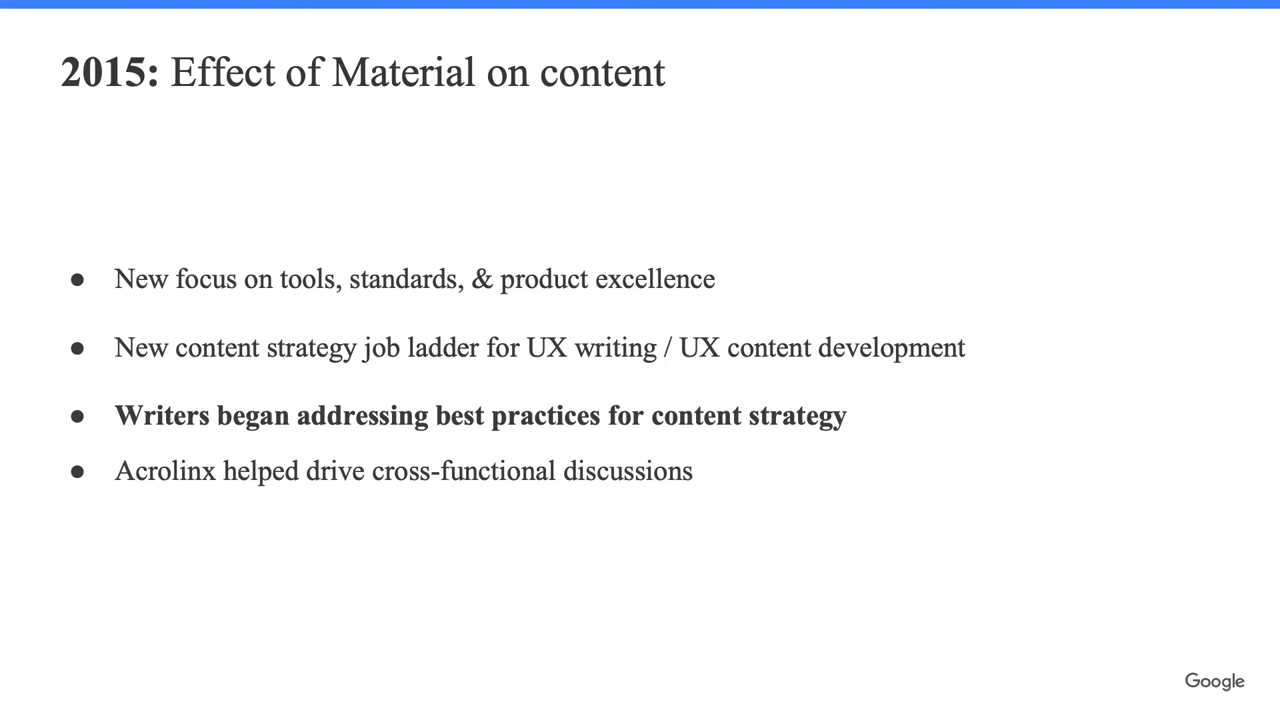 2015: Effect of Material on content
● New focus on tools, standards, & product excellence
● New content strategy job ladder for UX writing / UX content development
● Writers began addressing best practices for content strategy
● Acrolinx helped drive cross-functional discussions
Google